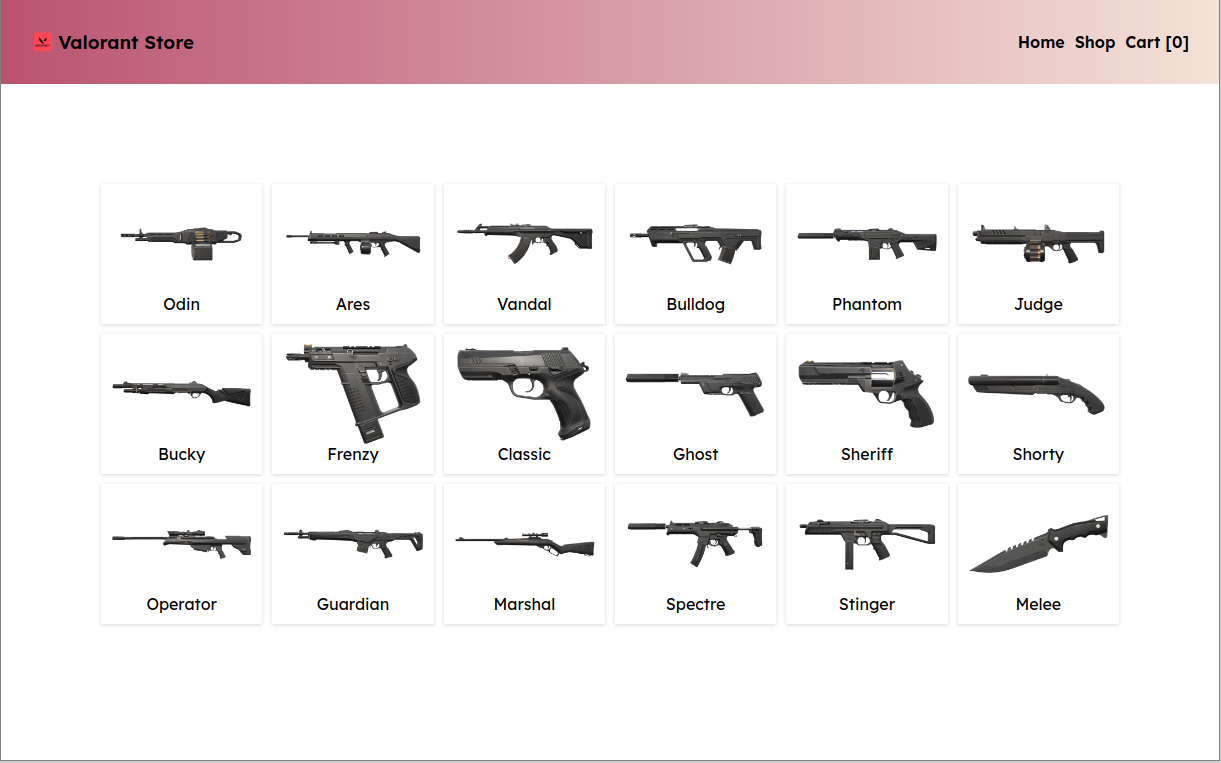 Valorant Store
Home Shop Cart [0]
Odin Ares Vandal Bulldog Phantom Judge
Bucky Frenzy Classic Ghost Sheriff Shorty
Operator Guardian Marshal Spectre Stinger Melee